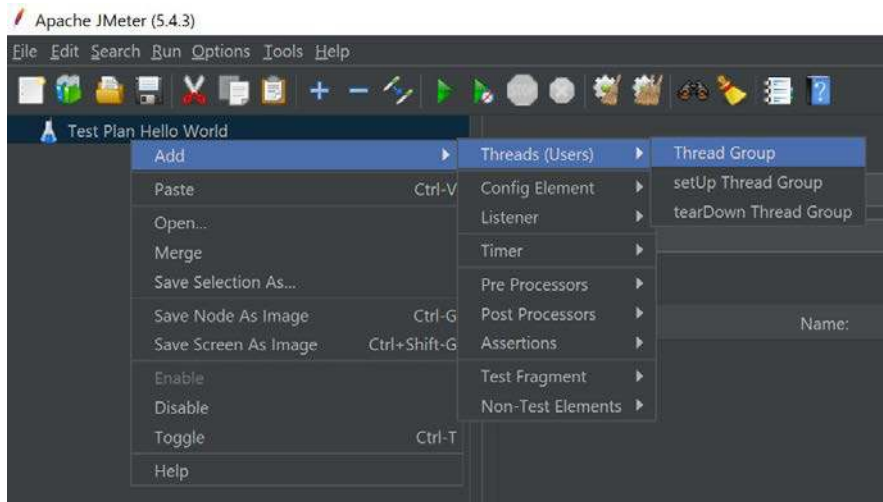 Apache JMeter (5.4.3)
File Edit Search Run Options Tools Help
Test Plan Hello World
Add
Paste Ctrl-V
Open...
Merge
Save Selection As...
Save Node As Image Ctrl-G
Save Screen As Image Ctrl+Shift-G
Enable
Disable
Toggle Ctrl-T
Help
Threads (Users)
Config Element
Listener
Timer
Pre Processors
Post Processors
Assertions
Test Fragment
Non-Test Elements
Thread Group
setUp Thread Group
tearDown Thread Group
Name: